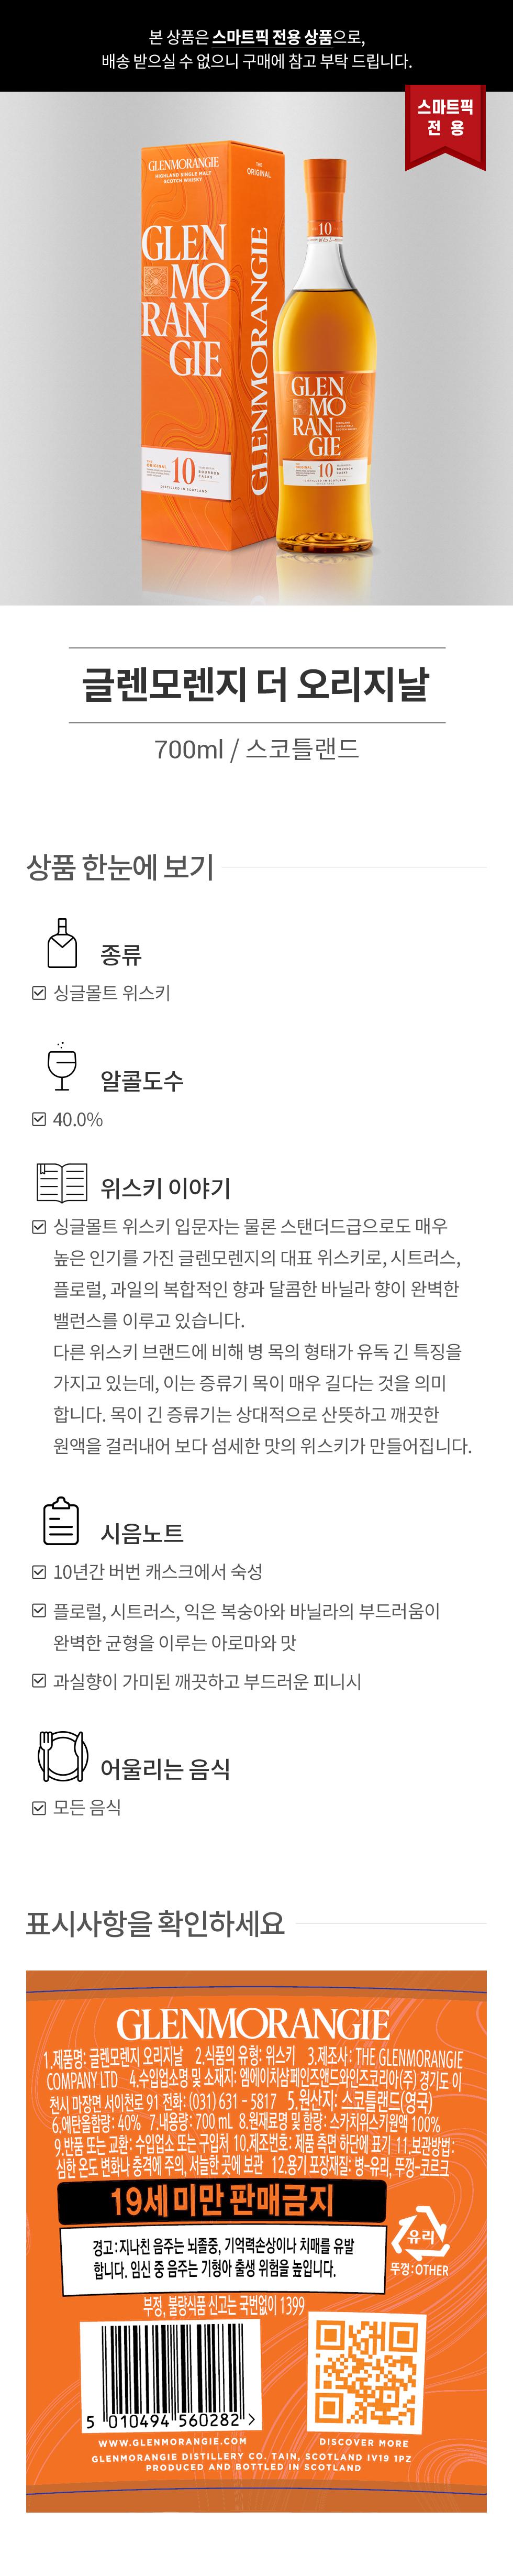 본 상품은 스마트픽 전용 상품으로,
배송 받으실 수 없으니 구매에 참고 부탁 드립니다.
스마트픽
전 용
GLENMORANGIE
HIGHLAND SINGLE MALT
SCOTCH WHISKY
THE
ORIGINAL
GLEN
MO
RAN
GIE
GLENMORANGIE
THE
ORIGINAL
10
BOURBON
CASKS
DISTILLED IN SCOTLAND
10
GLEN
MO
RAN
GIE
10
글렌모렌지 더 오리지날
700ml / 스코틀랜드
상품 한눈에 보기
종류
싱글몰트 위스키
알콜도수
40.0%
위스키 이야기
싱글몰트 위스키 입문자는 물론 스탠더드급으로도 매우
높은 인기를 가진 글렌모렌지의 대표 위스키로, 시트러스,
플로럴, 과일의 복합적인 향과 달콤한 바닐라 향이 완벽한
밸런스를 이루고 있습니다.
다른 위스키 브랜드에 비해 병 목의 형태가 유독 긴 특징을
가지고 있는데, 이는 증류기 목이 매우 길다는 것을 의미
합니다. 목이 긴 증류기는 상대적으로 산뜻하고 깨끗한
원액을 걸러내어 보다 섬세한 맛의 위스키가 만들어집니다.
시음노트
10년간 버번 캐스크에서 숙성
플로럴, 시트러스, 익은 복숭아와 바닐라의 부드러움이
완벽한 균형을 이루는 아로마와 맛
과실향이 가미된 깨끗하고 부드러운 피니시
어울리는 음식
모든 음식
표시사항을 확인하세요
GLENMORANGIE
1.제품명: 글렌모렌지 오리지날 2.식품의 유형: 위스키 3.제조사: THE GLENMORANGIE
COMPANY LTD 4.수입업소명 및 소재지: 엠에이치샴페인즈앤드와인즈코리아(주) 경기도 이
천시 마장면 서이천로 91 전화: (031) 631 - 5817 5.원산지: 스코틀랜드(영국)
6.에탄올함량: 40% 7.내용량: 700 mL 8.원재료명 및 함량: 스카치위스키원액 100%
9.반품 또는 교환: 수입업소 또는 구입처 10.제조번호: 제품 측면 하단에 표기 11.보관방법:
심한 온도 변화나 충격에 주의, 서늘한 곳에 보관 12.용기 포장재질: 병-유리, 뚜껑-코르크
19세 미만 판매금지
경고: 지나친 음주는 뇌졸중, 기억력손상이나 치매를 유발
합니다. 임신 중 음주는 기형아 출생 위험을 높입니다.
유리
뚜껑: OTHER
부정, 불량식품 신고는 국번없이 1399
5 010494 560282 >
WWW.GLENMORANGIE.COM
DISCOVER MORE
GLENMORANGIE DISTILLERY CO. TAIN, SCOTLAND IV19 1PZ
PRODUCED AND BOTTLED IN SCOTLAND